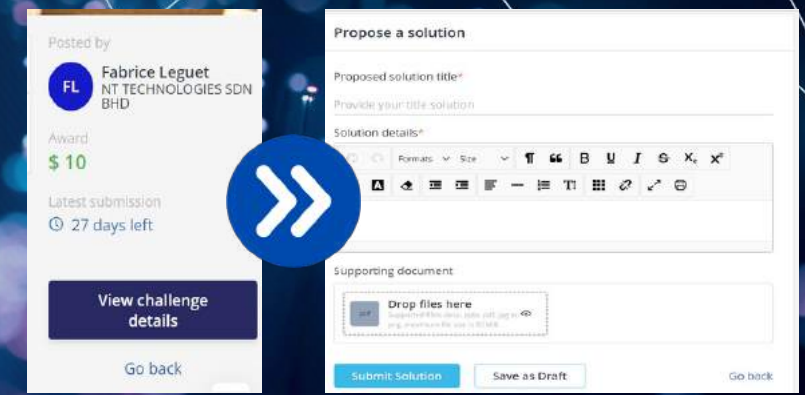 Posted by
FL
Fabrice Leguet
NT TECHNOLOGIES SDN
BHD
Award
$ 10
Latest submission
27 days left
View challenge
details
Go back
Propose a solution
Proposed solution title*
Provide your title solution
Solution details*
Formats Size B U I S X₂ X²
A
Supporting document
Drop files here
Submit Solution
Save as Draft
Go back